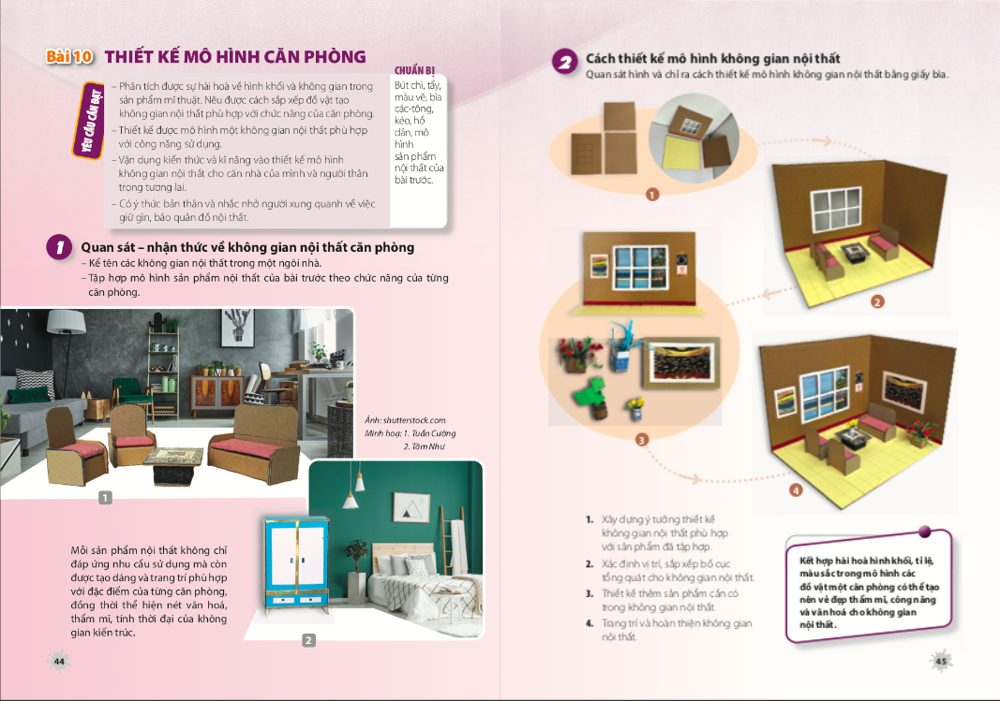 Bài 10 THIẾT KẾ MÔ HÌNH CĂN PHÒNG
YÊU CẦU CẦN ĐẠT
– Phân tích được sự hài hoà về hình khối và không gian trong
sản phẩm mĩ thuật. Nêu được cách sắp xếp đồ vật tạo
không gian nội thất phù hợp với chức năng của căn phòng.
– Thiết kế được mô hình một không gian nội thất phù hợp
với công năng sử dụng.
– Vận dụng kiến thức và kĩ năng vào thiết kế mô hình
không gian nội thất cho căn nhà của mình và người thân
trong tương lai.
– Có ý thức bản thân và nhắc nhở người xung quanh về việc
giữ gìn, bảo quản đồ nội thất.
CHUẨN BỊ
Bút chì, tẩy,
màu vẽ, bìa
các-tông,
kéo, hồ
dán, mô
hình
sản phẩm
nội thất của
bài trước.
1 Quan sát – nhận thức về không gian nội thất căn phòng
– Kể tên các không gian nội thất trong một ngôi nhà.
– Tập hợp mô hình sản phẩm nội thất của bài trước theo chức năng của từng
căn phòng.
Ảnh: shutterstock.com
Minh hoạ: 1. Tuấn Cường
2. Tâm Như
1
Mỗi sản phẩm nội thất không chỉ
đáp ứng nhu cầu sử dụng mà còn
được tạo dáng và trang trí phù hợp
với đặc điểm của từng căn phòng,
đồng thời thể hiện nét văn hoá,
thẩm mĩ, tính thời đại của không
gian kiến trúc.
2
44
2 Cách thiết kế mô hình không gian nội thất
Quan sát hình và chỉ ra cách thiết kế mô hình không gian nội thất bằng giấy bìa.
1
2
3
4
1. Xây dựng ý tưởng thiết kế
không gian nội thất phù hợp
với sản phẩm đã tập hợp.
2. Xác định vị trí, sắp xếp bố cục
tổng quát cho không gian nội thất.
3. Thiết kế thêm sản phẩm cần có
trong không gian nội thất.
4. Trang trí và hoàn thiện không gian
nội thất.
Kết hợp hài hoà hình khối, tỉ lệ,
màu sắc trong mô hình các
đồ vật một căn phòng có thể tạo
nên vẻ đẹp thẩm mĩ, công năng
và văn hoá cho không gian
nội thất.
45